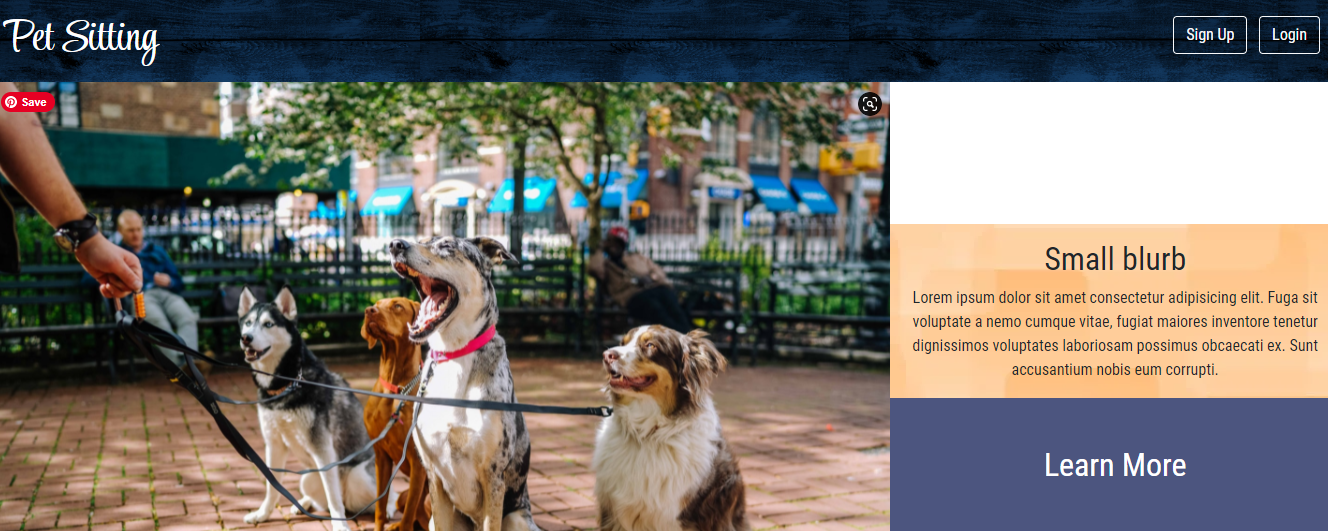 Pet Sitting
Sign Up
Login
Save
Small blurb
Lorem ipsum dolor sit amet consectetur adipisicing elit. Fuga sit
voluptate a nemo cumque vitae, fugiat maiores inventore tenetur
dignissimos voluptates laboriosam possimus obcaecati ex. Sunt
accusantium nobis eum corrupti.
Learn More